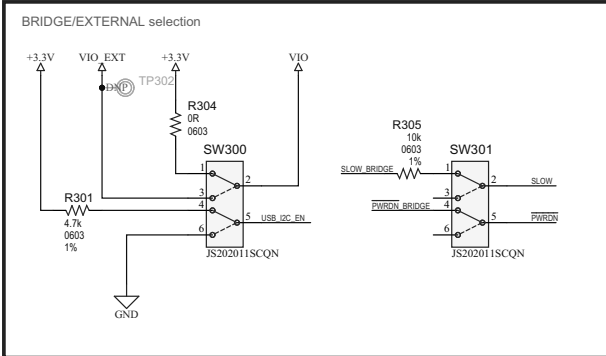 BRIDGE/EXTERNAL selection
+3.3V VIO_EXT +3.3V VIO
DNP TP302
R304
0R
0603
R305
10k
0603
1%
SW300
SW301
1 2
3
4 5
6
JS202011SCQN
R301
4.7k
0603
1%
USB_I2C_EN
GND
SLOW_BRIDGE 1 2 SLOW
3
PWRDN_BRIDGE 4 5 PWRDN
6
JS202011SCQN